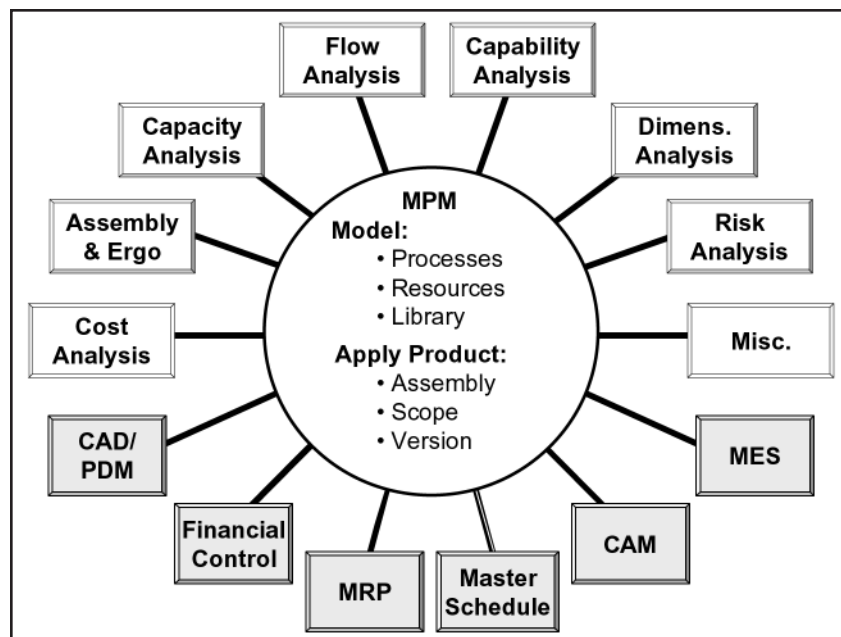 Flow
Analysis
Capability
Analysis
Capacity
Analysis
Dimens.
Analysis
Assembly
& Ergo
Risk
Analysis
Cost
Analysis
Misc.
MPM
Model:
• Processes
• Resources
• Library
Apply Product:
• Assembly
• Scope
• Version
CAD/
PDM
MES
Financial
Control
CAM
MRP
Master
Schedule